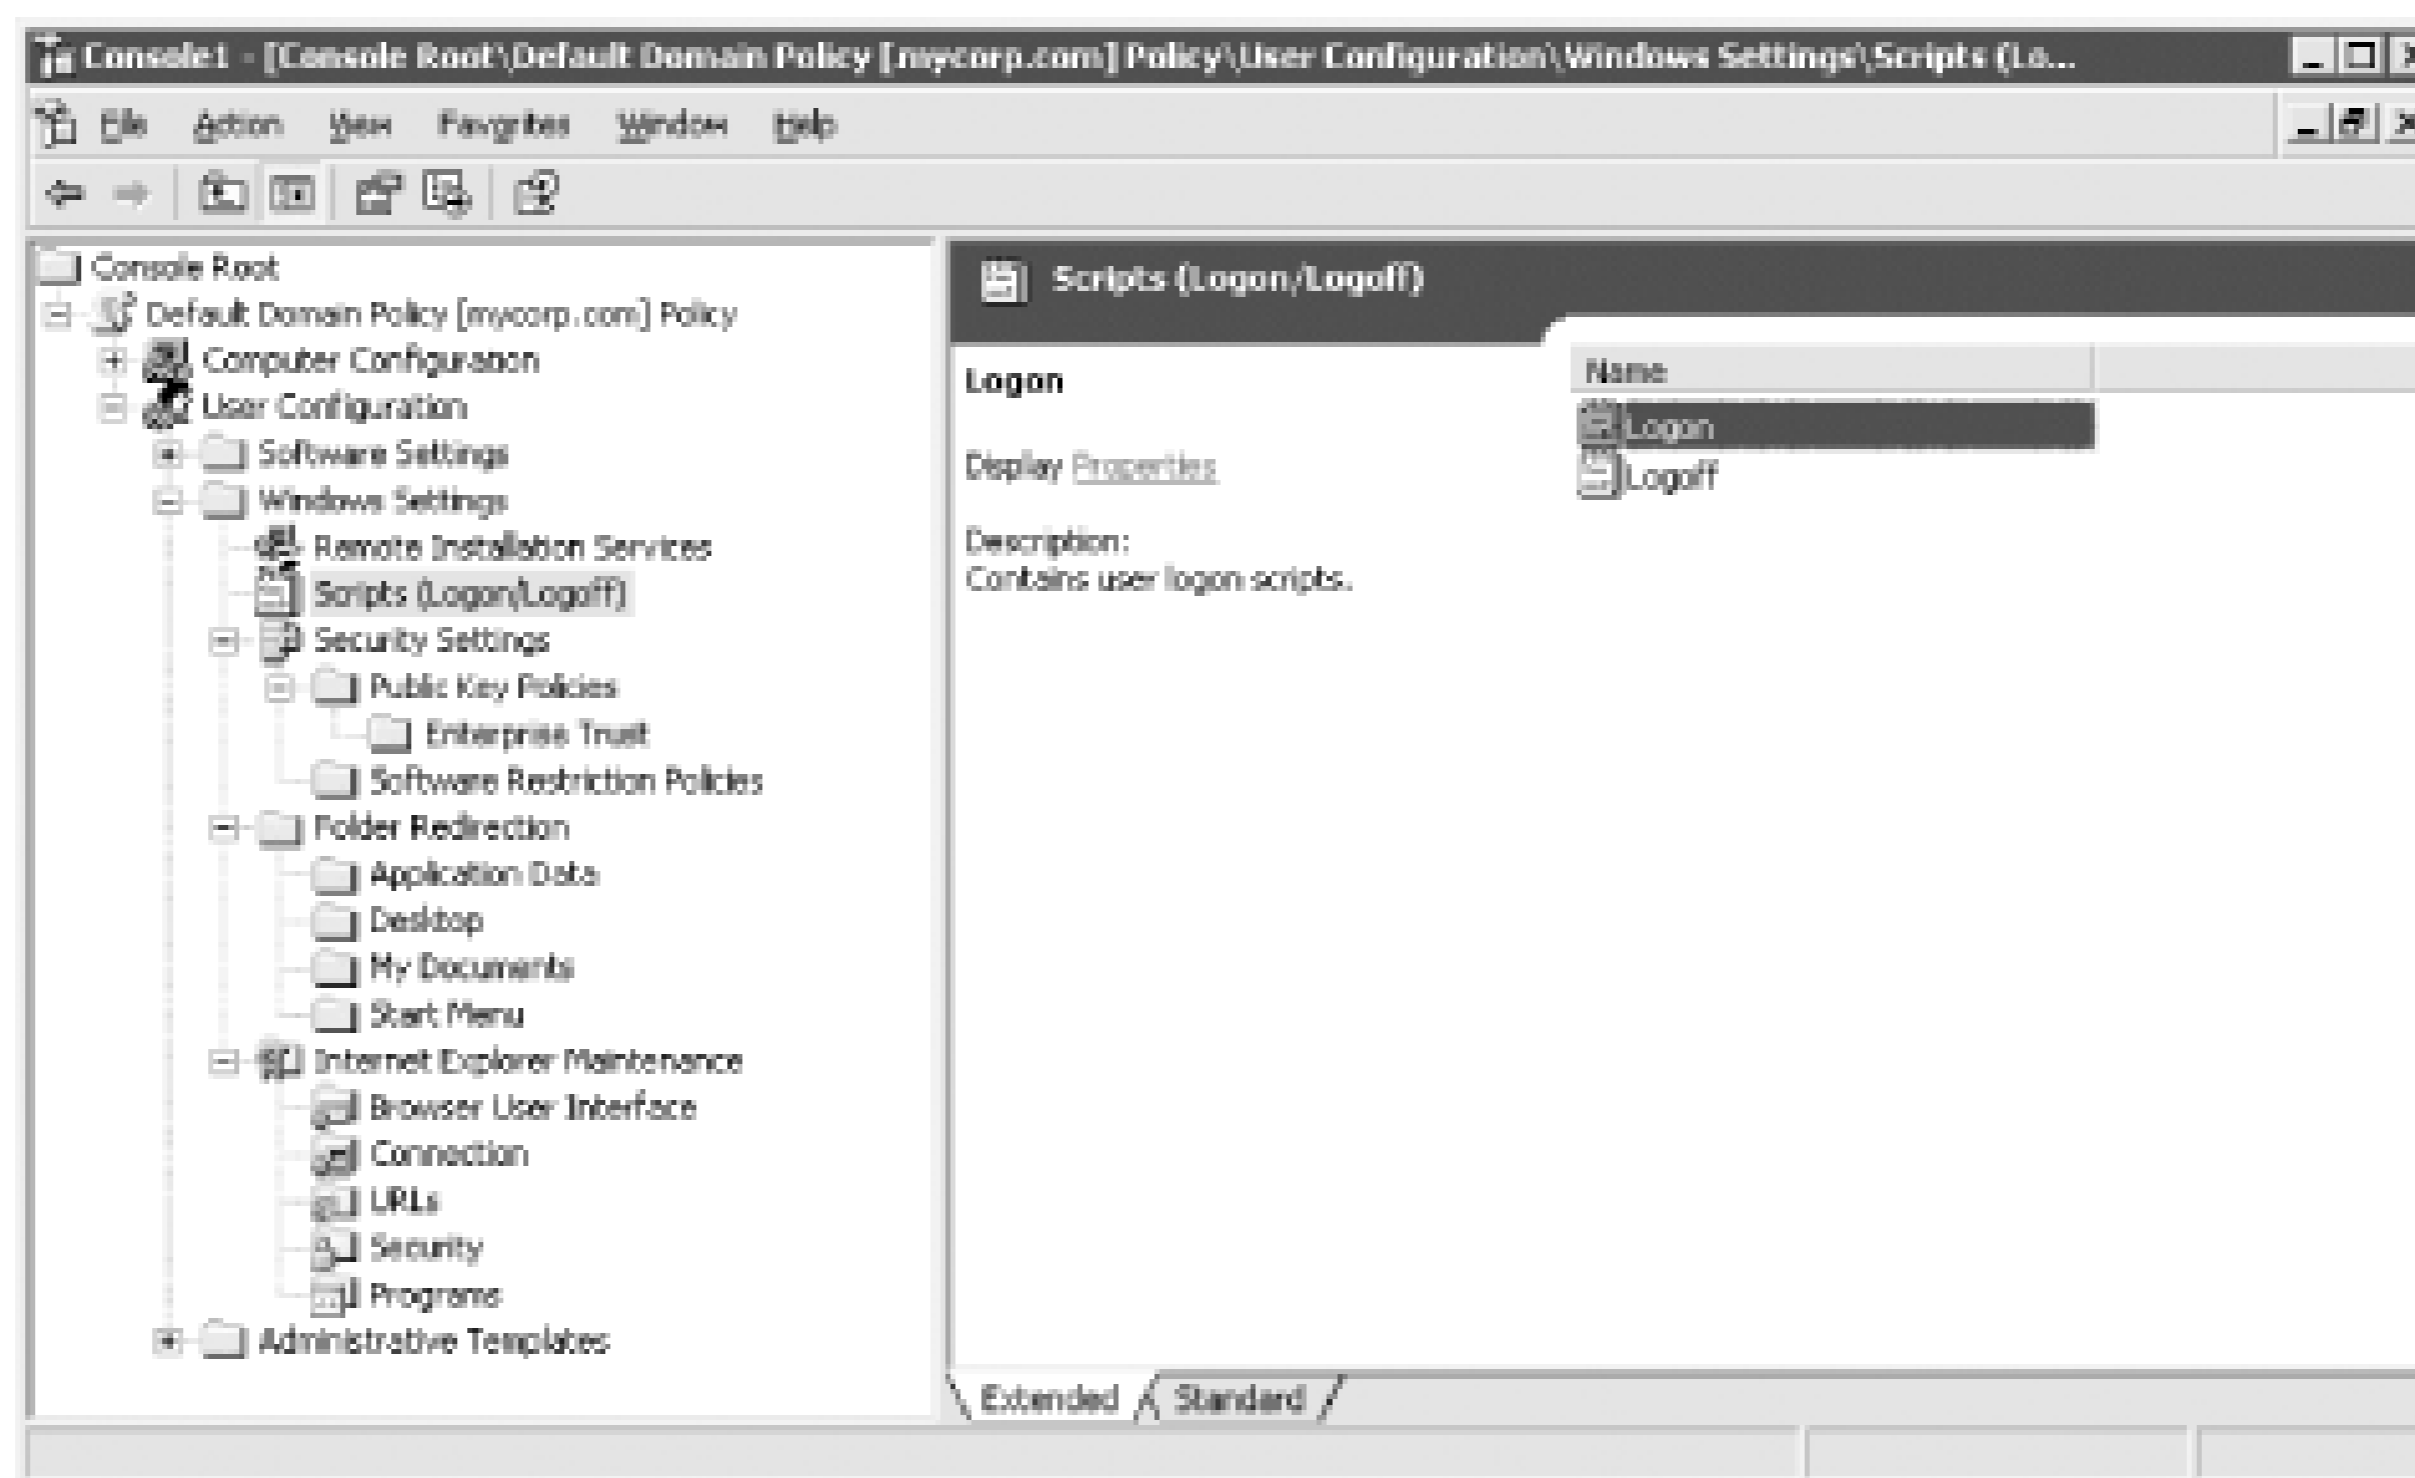 Console1 - [Console Root\Default Domain Policy [mycorp.com] Policy\User Configuration\Windows Settings\Scripts (Lo...
File Action View Favorites Window Help
Console Root
Default Domain Policy [mycorp.com] Policy
Computer Configuration
User Configuration
Software Settings
Windows Settings
Remote Installation Services
Scripts (Logon/Logoff)
Security Settings
Public Key Policies
Enterprise Trust
Software Restriction Policies
Folder Redirection
Application Data
Desktop
My Documents
Start Menu
Internet Explorer Maintenance
Browser User Interface
Connection
URLs
Security
Programs
Administrative Templates
Scripts (Logon/Logoff)
Logon
Display Properties
Description:
Contains user logon scripts.
Name
Logon
Logoff
Extended
Standard